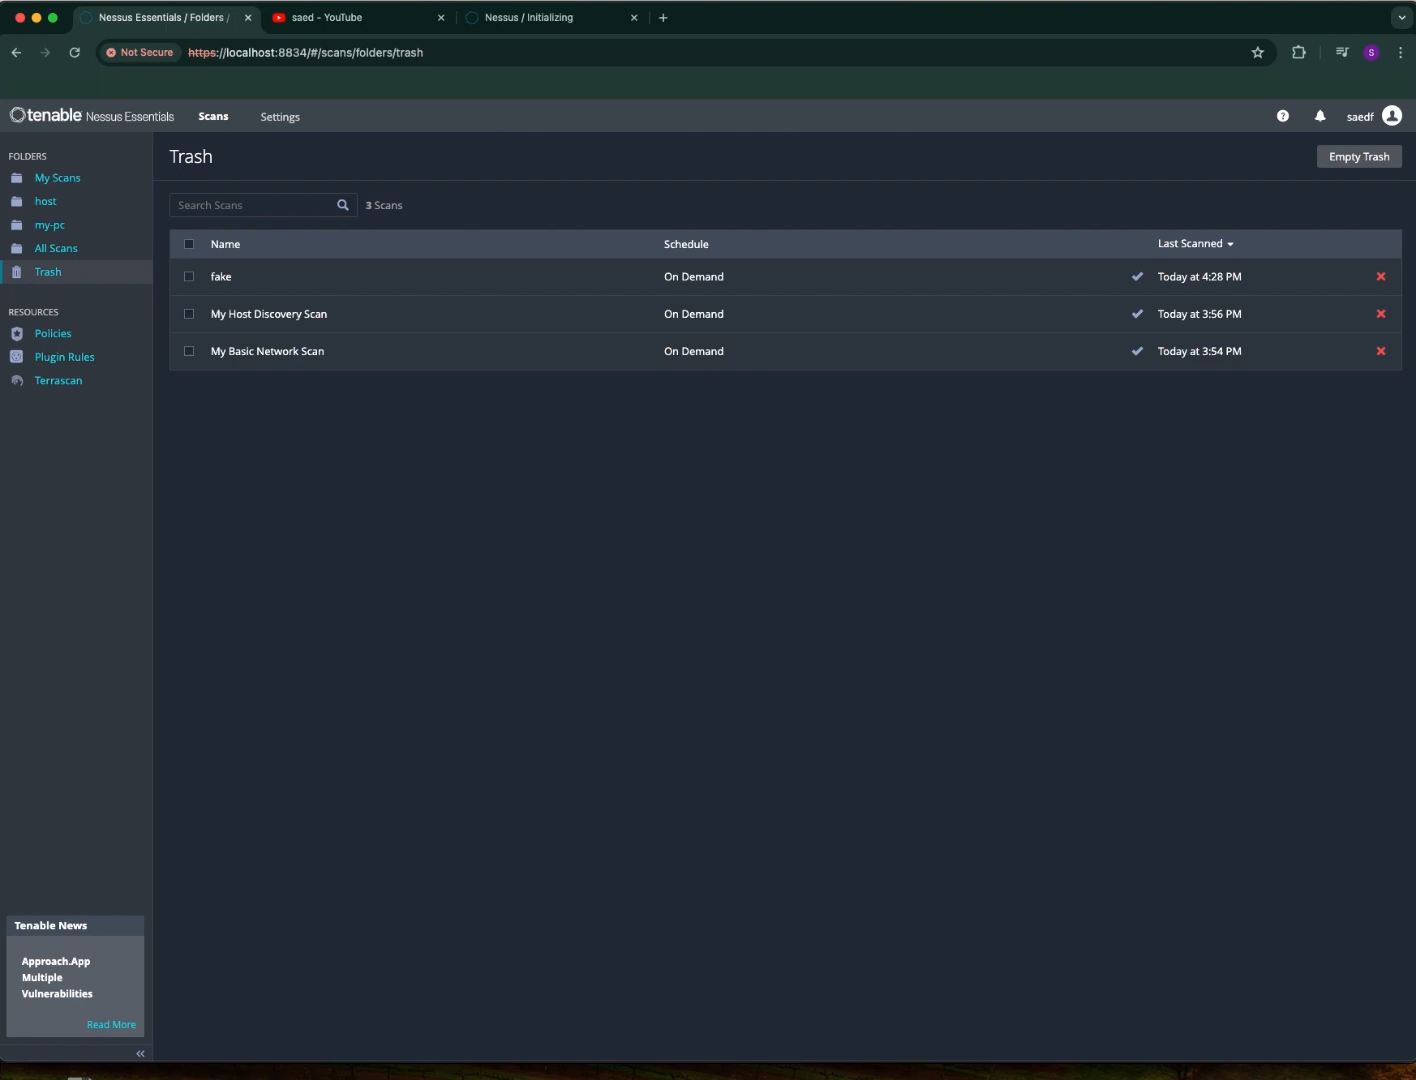 Nessus Essentials / Folders /
saed - YouTube
Nessus / Initializing
Not Secure https://localhost:8834/#/scans/folders/trash
S
tenable Nessus Essentials Scans Settings
saedf
FOLDERS
My Scans
host
my-pc
All Scans
Trash
RESOURCES
Policies
Plugin Rules
Terrascan
Trash
Empty Trash
Search Scans 3 Scans
Name Schedule Last Scanned
fake On Demand Today at 4:28 PM
My Host Discovery Scan On Demand Today at 3:56 PM
My Basic Network Scan On Demand Today at 3:54 PM
Tenable News
Approach.App
Multiple
Vulnerabilities
Read More